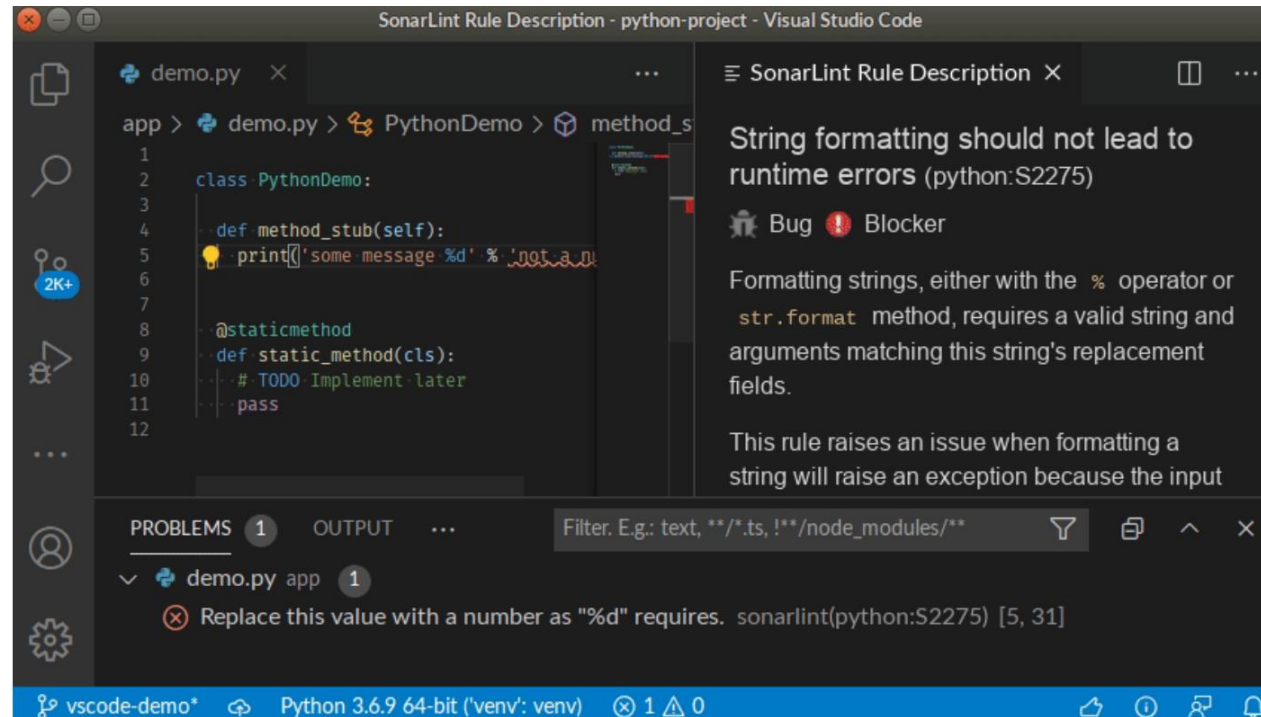 SonarLint Rule Description - python-project - Visual Studio Code
demo.py
SonarLint Rule Description
app > demo.py > PythonDemo > method_s
1
2 class PythonDemo:
3
4 def method_stub(self):
5 print('some message %d' % 'not a nu
6
7
8 @staticmethod
9 def static_method(cls):
10 # TODO Implement later
11 pass
12
2K+
String formatting should not lead to
runtime errors (python:S2275)
Bug Blocker
Formatting strings, either with the % operator or
str.format method, requires a valid string and
arguments matching this string's replacement
fields.
This rule raises an issue when formatting a
string will raise an exception because the input
PROBLEMS 1 OUTPUT ... Filter. E.g.: text, **/*.ts, !**/node_modules/**
demo.py app 1
Replace this value with a number as "%d" requires. sonarlint(python:S2275) [5, 31]
vscode-demo* Python 3.6.9 64-bit ('venv': venv) 1 0